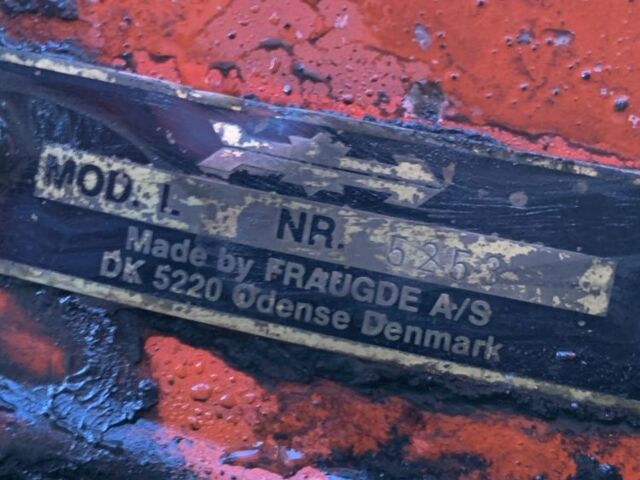 MOD. L NR. 5253
Made by FRAUGDE A/S
DK 5220 Odense Denmark